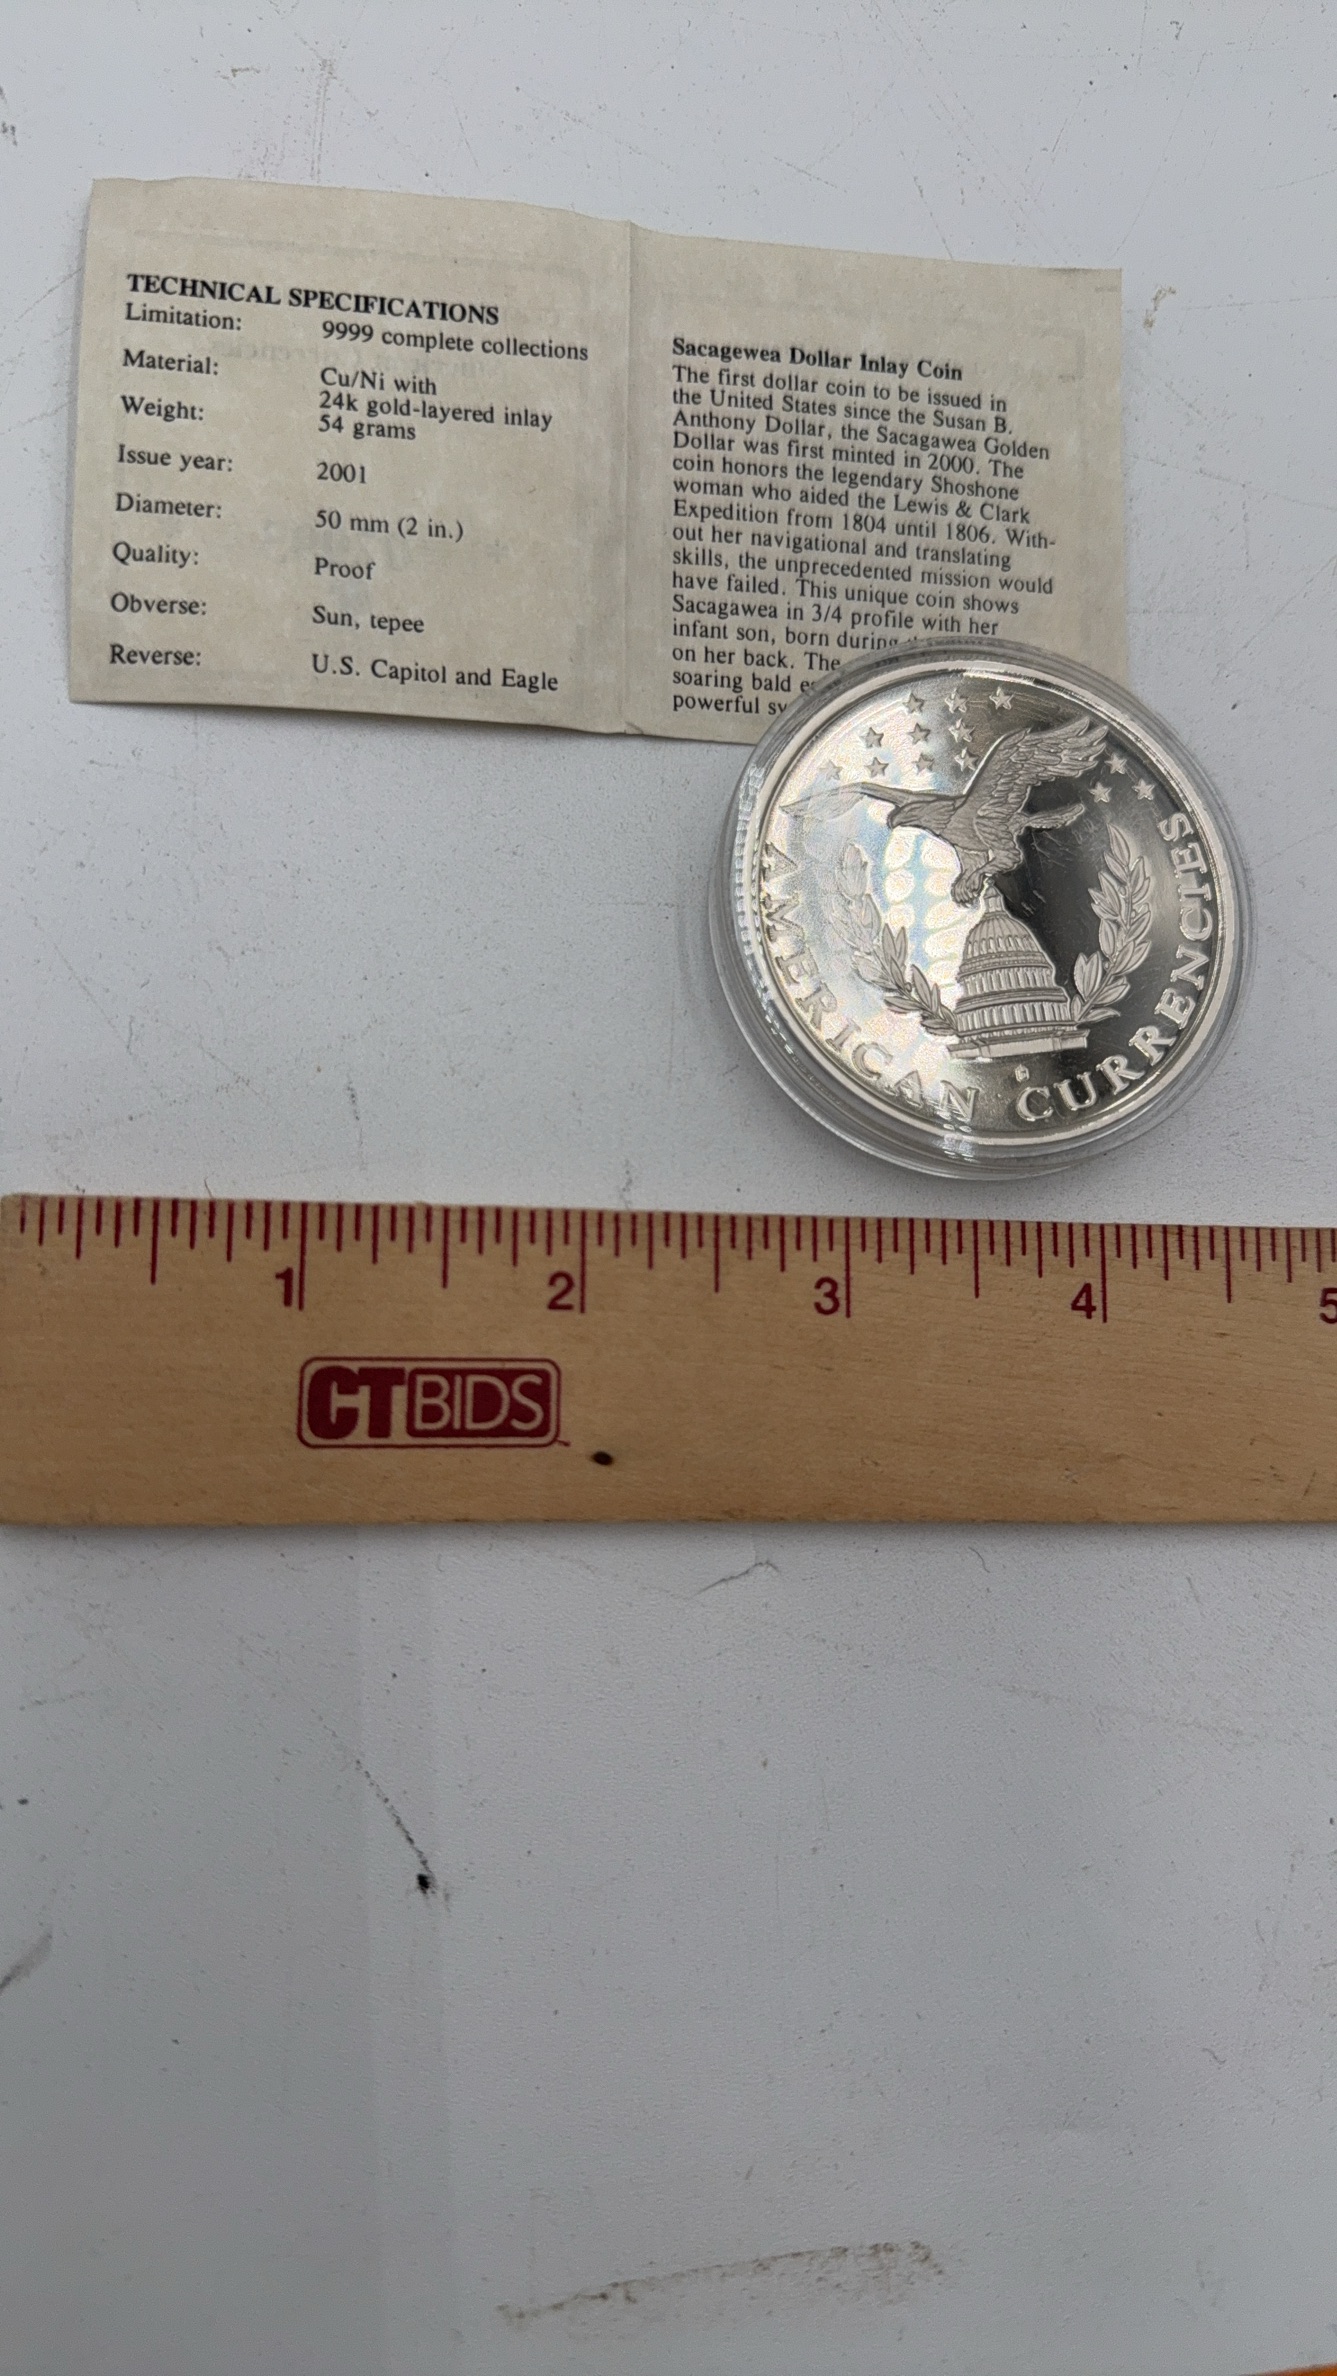 TECHNICAL SPECIFICATIONS
Limitation: 9999 complete collections
Material: Cu/Ni with
24k gold-layered inlay
Weight: 54 grams
Issue year: 2001
Diameter: 50 mm (2 in.)
Quality: Proof
Obverse: Sun, tepee
Reverse: U.S. Capitol and Eagle
Sacagewea Dollar Inlay Coin
The first dollar coin to be issued in
the United States since the Susan B.
Anthony Dollar, the Sacagawea Golden
Dollar was first minted in 2000. The
coin honors the legendary Shoshone
woman who aided the Lewis & Clark
Expedition from 1804 until 1806. With-
out her navigational and translating
skills, the unprecedented mission would
have failed. This unique coin shows
Sacagawea in 3/4 profile with her
infant son, born during
on her back. The
soaring bald
powerful
AMERICAN CURRENCIES
1 2 3 4 5
CTBIDS